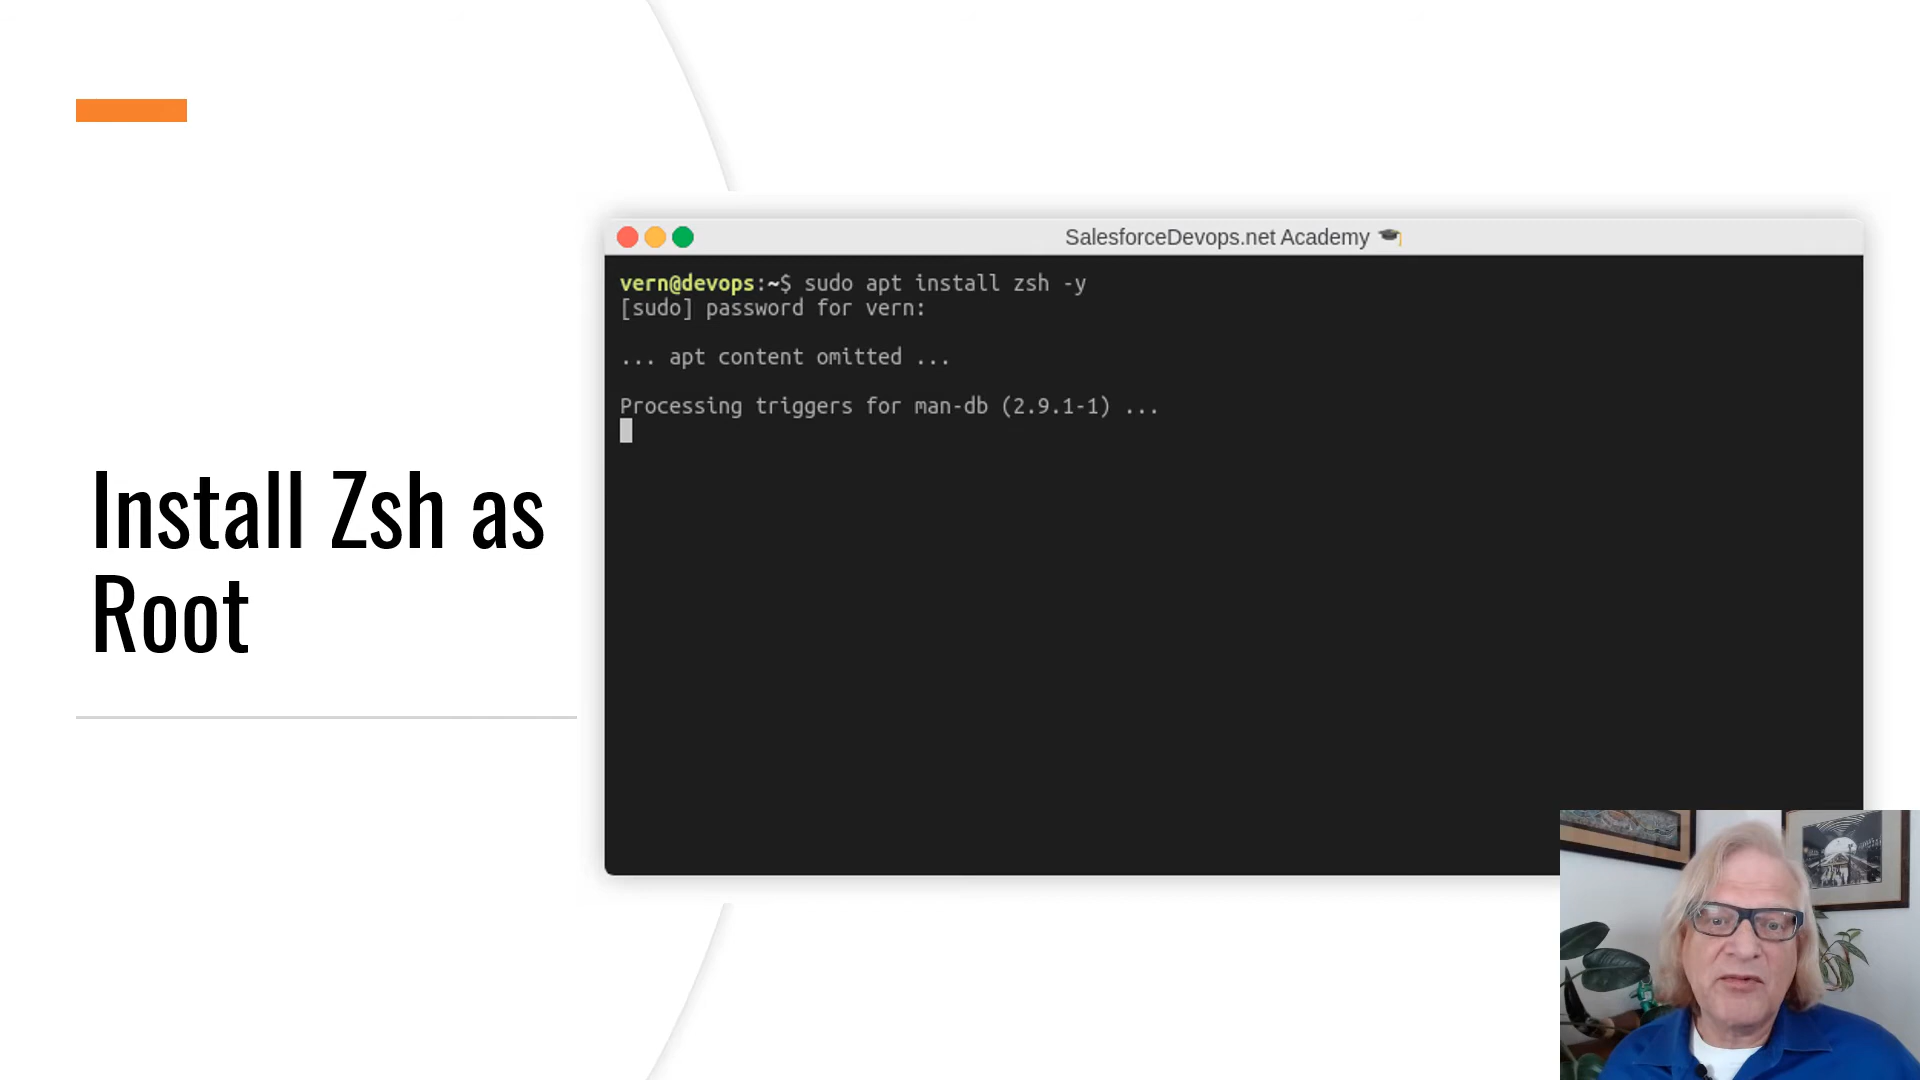 Install Zsh as
Root
SalesforceDevops.net Academy
vern@devops:~$ sudo apt install zsh -y
[sudo] password for vern:
... apt content omitted ...
Processing triggers for man-db (2.9.1-1) ...